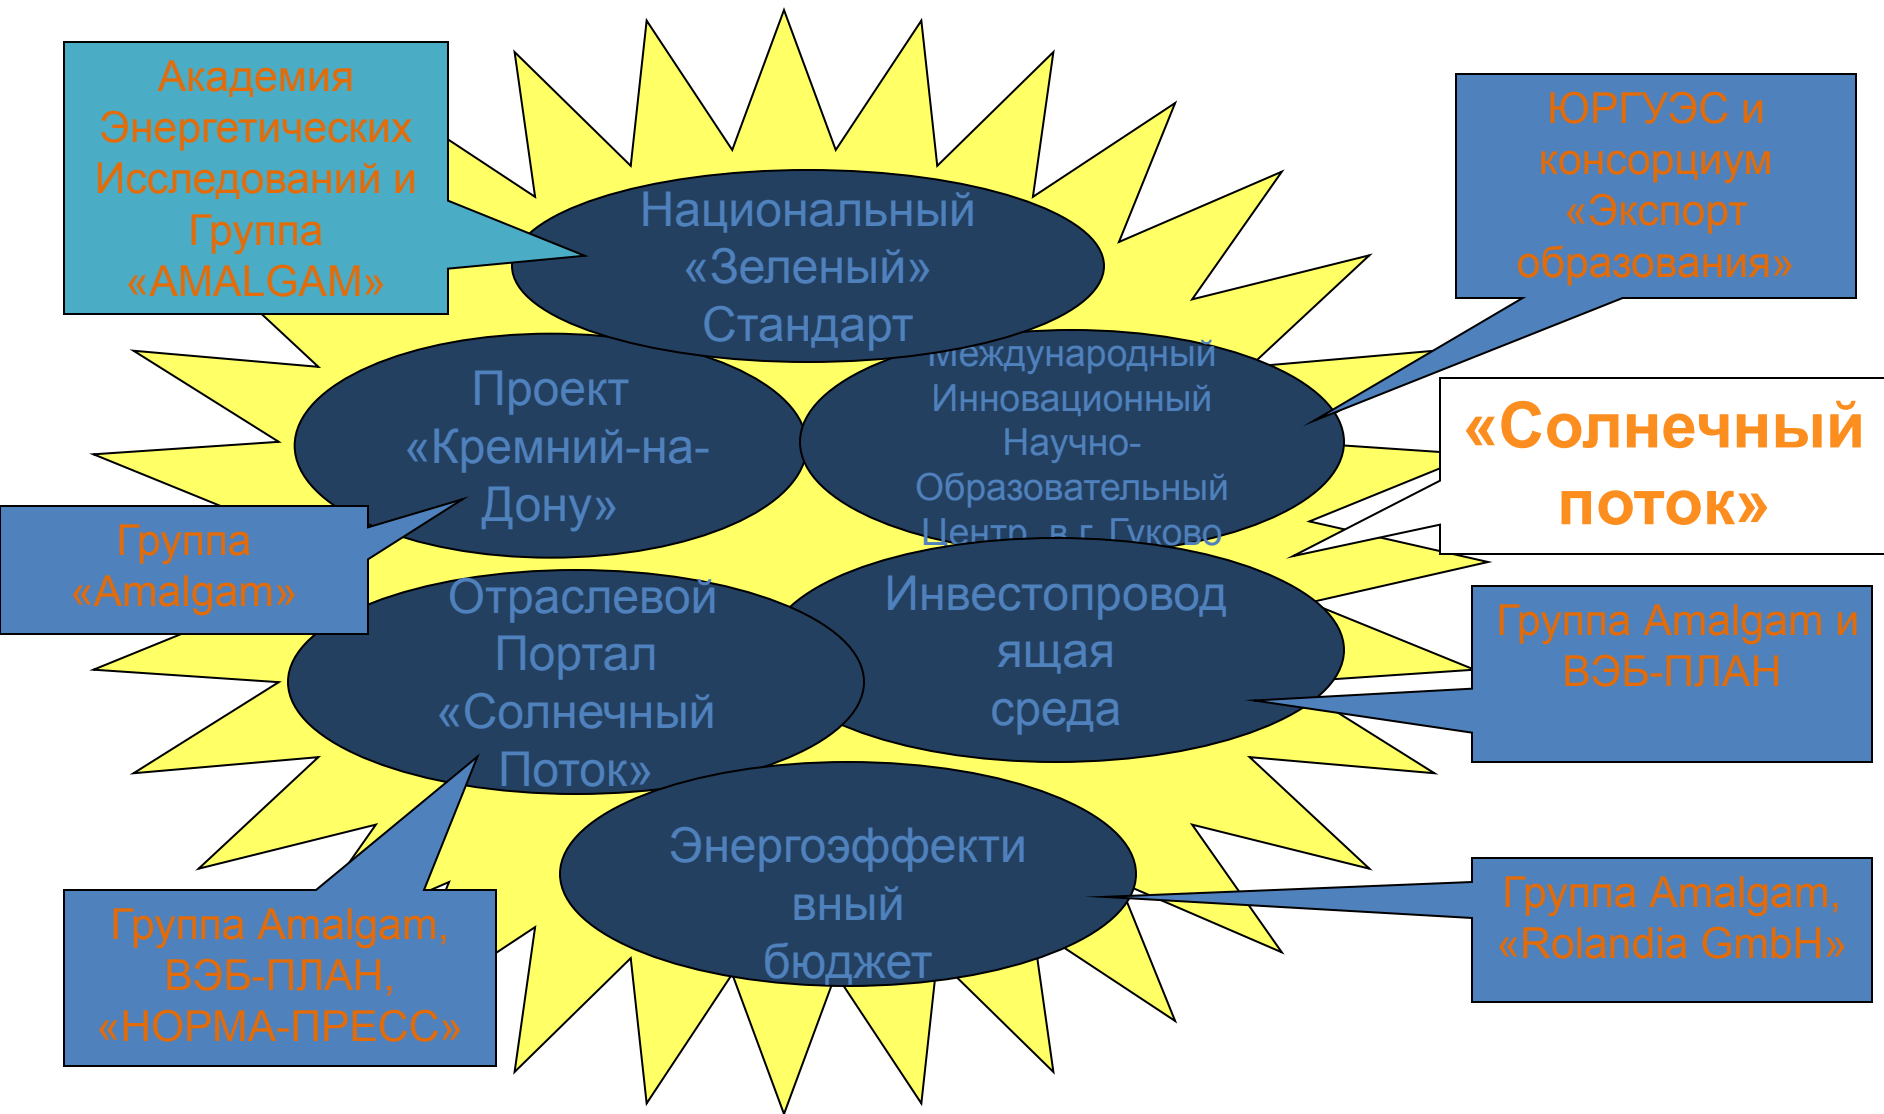 Академия
Энергетических
Исследований и
Группа
«AMALGAM»
ЮРГУЭС и
консорциум
«Экспорт
образования»
Национальный
«Зеленый»
Стандарт
Проект
«Кремний-на-
Дону»
Международный
Инновационный
Научно-
Образовательный
Центр в г. Гуково
«Солнечный
поток»
Группа
«Amalgam»
Отраслевой
Портал
«Солнечный
Поток»
Инвестопровод
ящая
среда
Группа Amalgam и
ВЭБ-ПЛАН
Энергоэффекти
вный
бюджет
Группа Amalgam,
ВЭБ-ПЛАН,
«НОРМА-ПРЕСС»
Группа Amalgam,
«Rolandia GmbH»